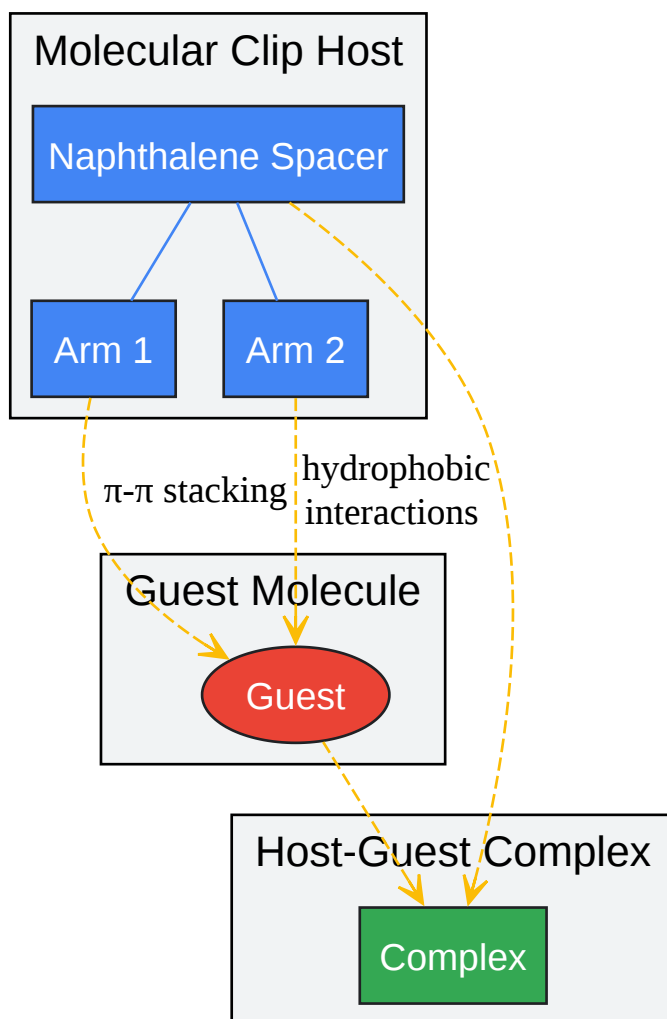 Molecular Clip Host
Naphthalene Spacer
Arm 1
Arm 2
π-π stacking
hydrophobic
interactions
Guest Molecule
Guest
Host-Guest Complex
Complex